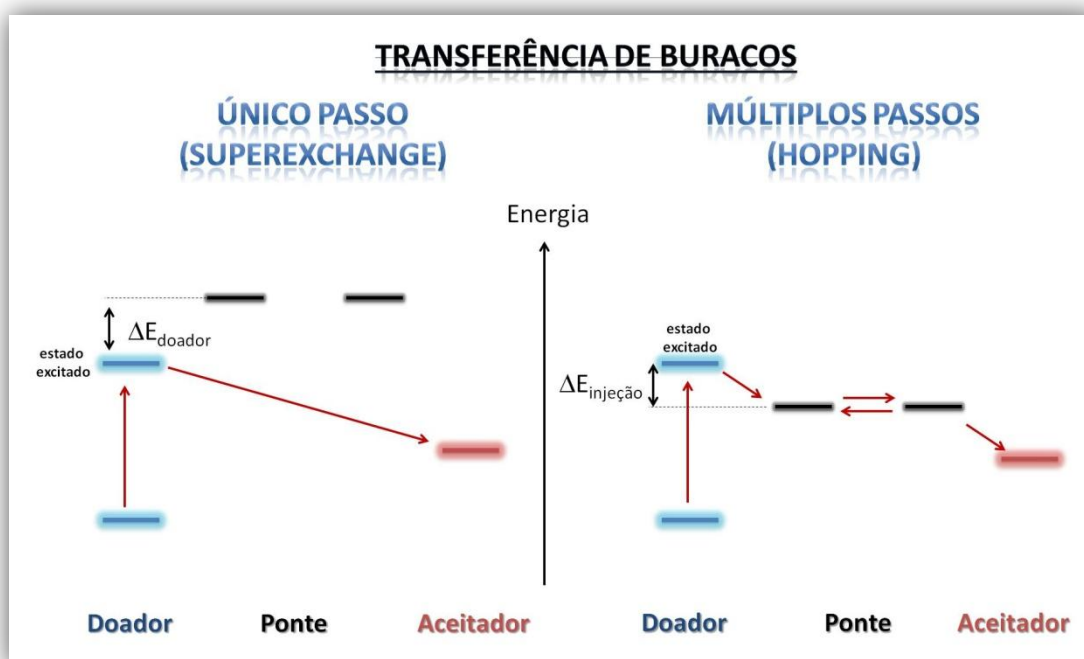 TRANSFERÊNCIA DE BURACOS
ÚNICO PASSO
(SUPEREXCHANGE)
MÚLTIPLOS PASSOS
(HOPPING)
Energia
ΔEdoador
estado
excitado
estado
excitado
ΔEinjeção
Doador
Ponte
Aceitador
Doador
Ponte
Aceitador